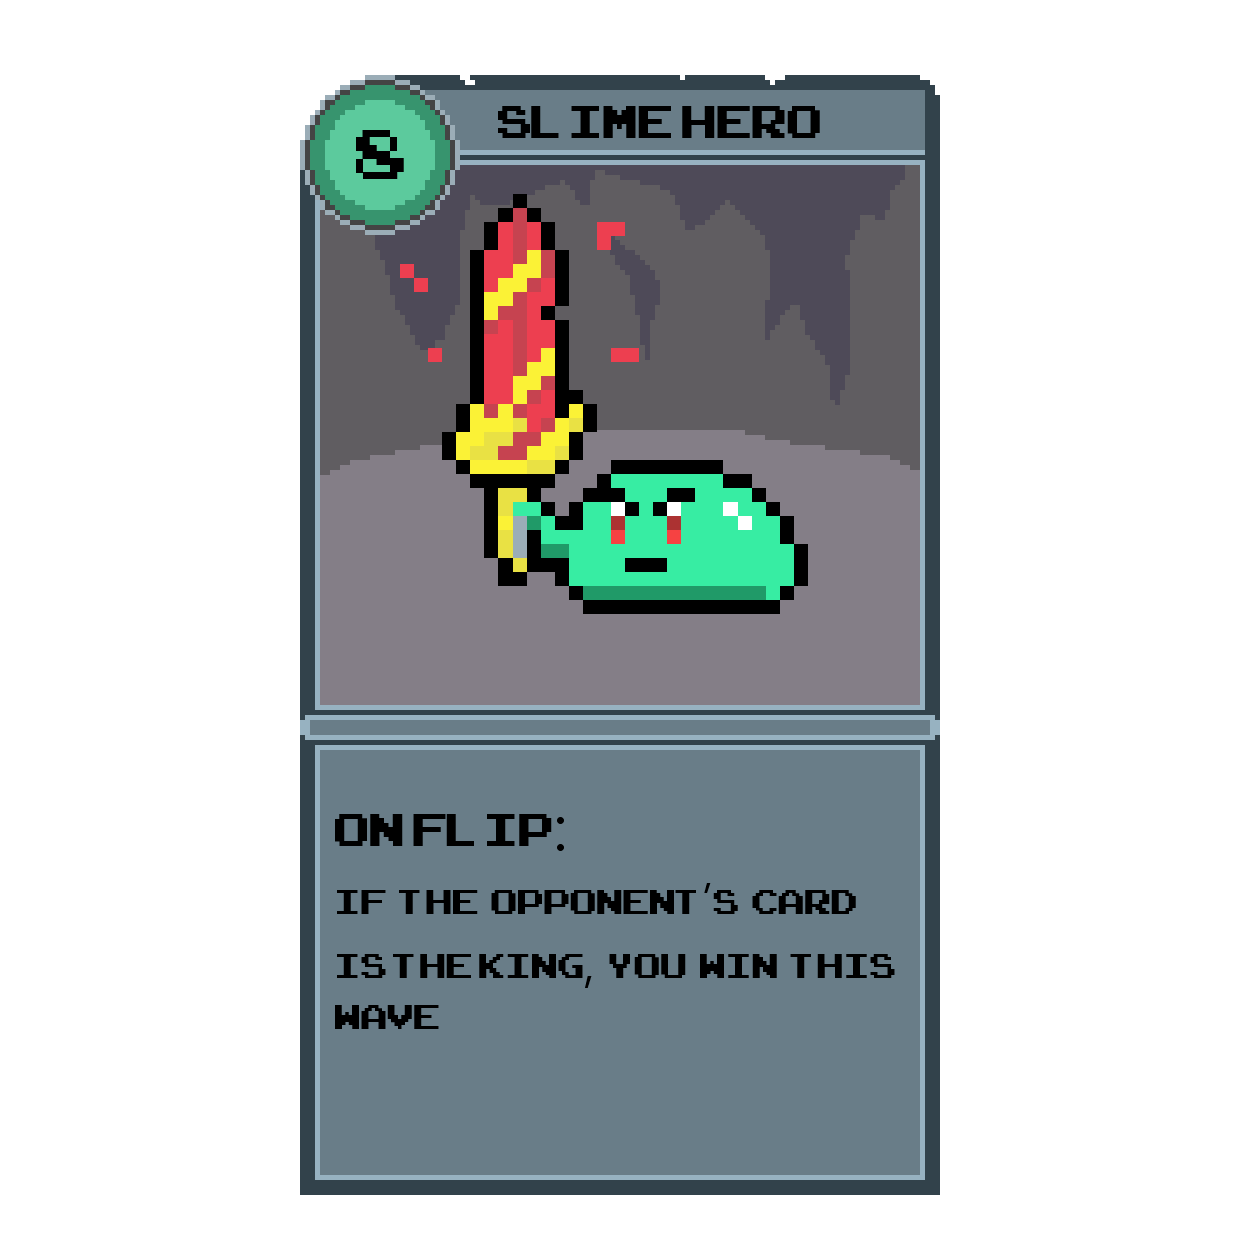 8
SLIME HERO
ON FLIP:
IF THE OPPONENT'S CARD
IS THE KING, YOU WIN THIS
WAVE